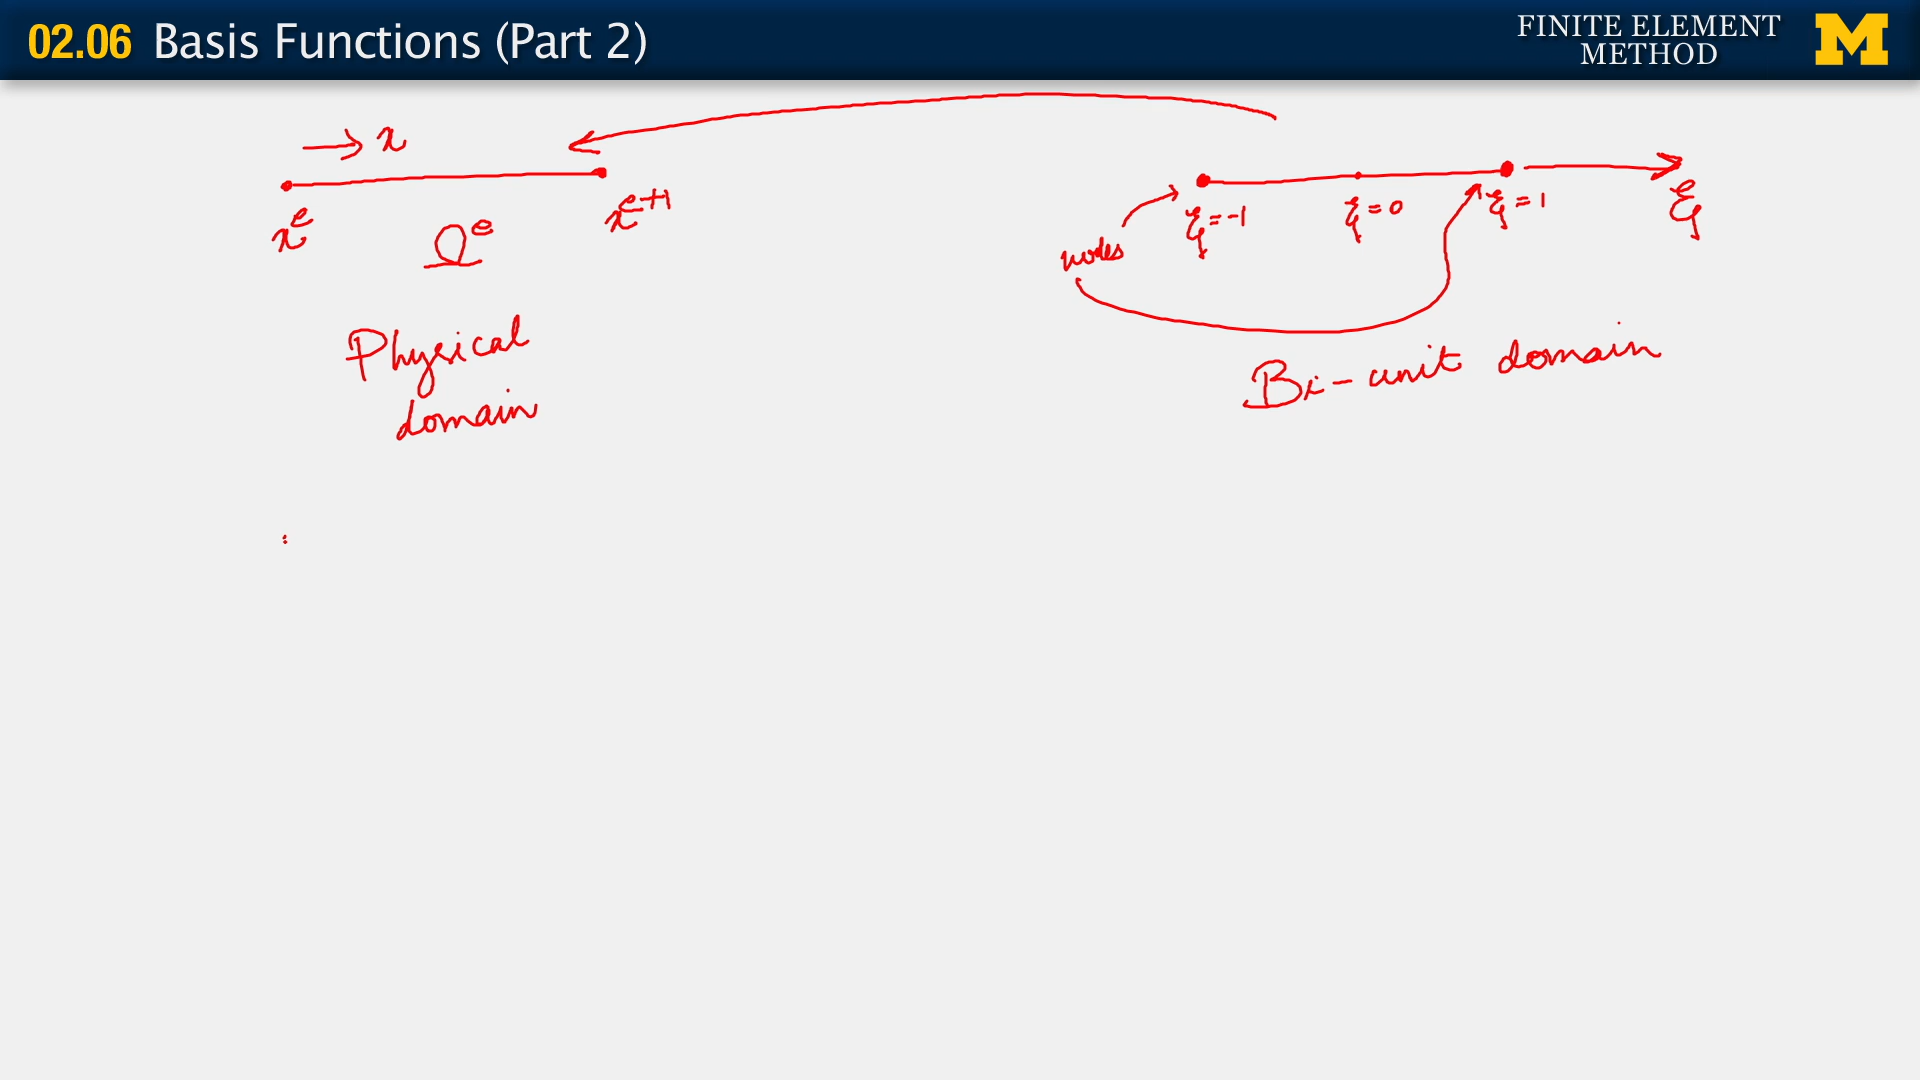 02.06 Basis Functions (Part 2)
FINITE ELEMENT
METHOD
M
→ x
x^e
x^{e+1}
Ω^e
Physical
domain
ξ = -1
ξ = 0
ξ = 1
ξ
nodes
Bi-unit domain